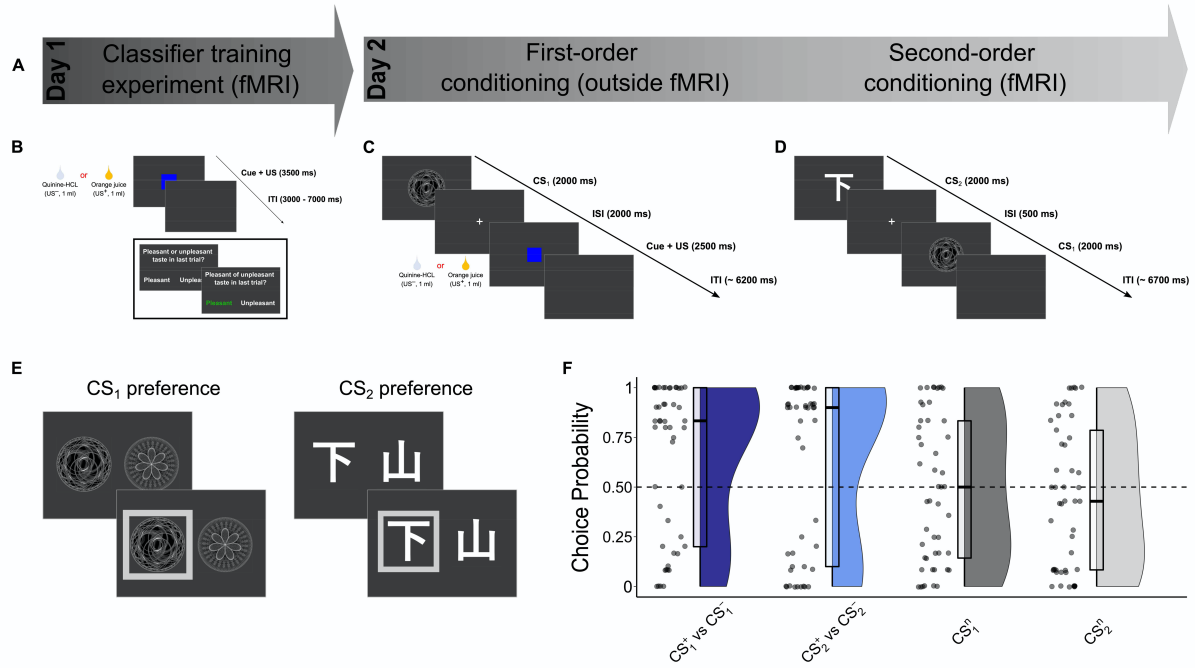 A
Day 1
Classifier training
experiment (fMRI)
Day 2
First-order
conditioning (outside fMRI)
Second-order
conditioning (fMRI)
B
Quinine-HCL
(US⁻, 1 ml)
or
Orange juice
(US⁺, 1 ml)
Cue + US (3500 ms)
ITI (3000 - 7000 ms)
Pleasant or unpleasant
taste in last trial?
Pleasant Unplea
Pleasant of unpleasant
taste in last trial?
Pleasant Unpleasant
C
CS₁ (2000 ms)
+
ISI (2000 ms)
Cue + US (2500 ms)
ITI (~ 6200 ms)
Quinine-HCL
(US⁻, 1 ml)
or
Orange juice
(US⁺, 1 ml)
D
下
CS₂ (2000 ms)
+
ISI (500 ms)
CS₁ (2000 ms)
ITI (~ 6700 ms)
E
CS₁ preference
CS₂ preference
下 山
下 山
F
Choice Probability
1
0.75
0.50
0.25
0
CS₁⁺ vs CS₁⁻
CS₂⁺ vs CS₂⁻
CS₁ⁿ
CS₂ⁿ